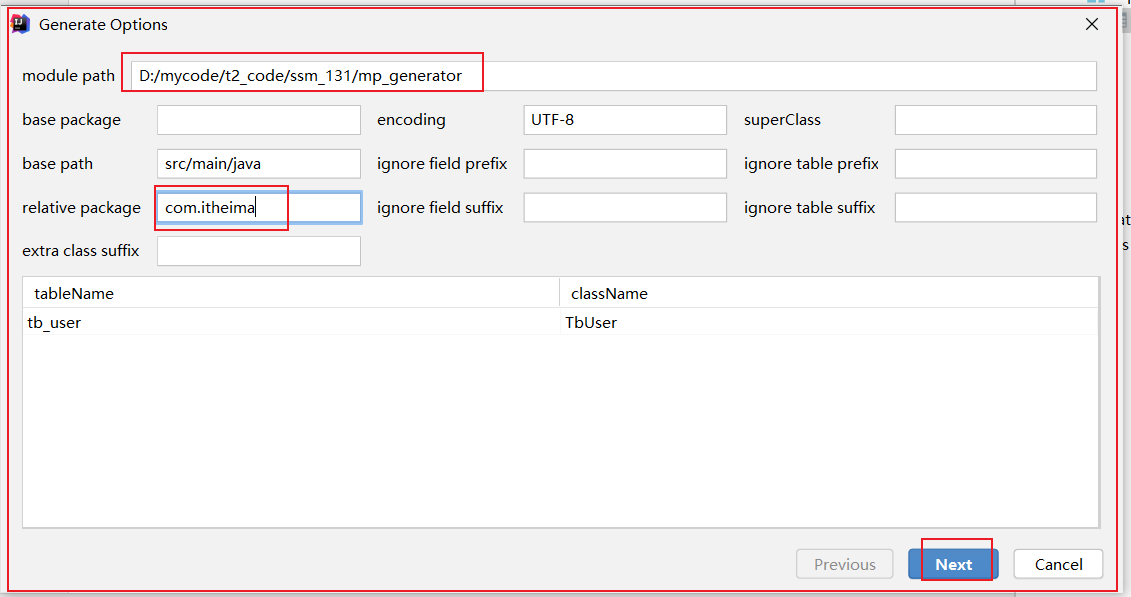 Generate Options
module path D:/mycode/t2_code/ssm_131/mp_generator
base package encoding UTF-8 superClass
base path src/main/java ignore field prefix ignore table prefix
relative package com.itheima ignore field suffix ignore table suffix
extra class suffix
tableName className
tb_user TbUser
Previous Next Cancel